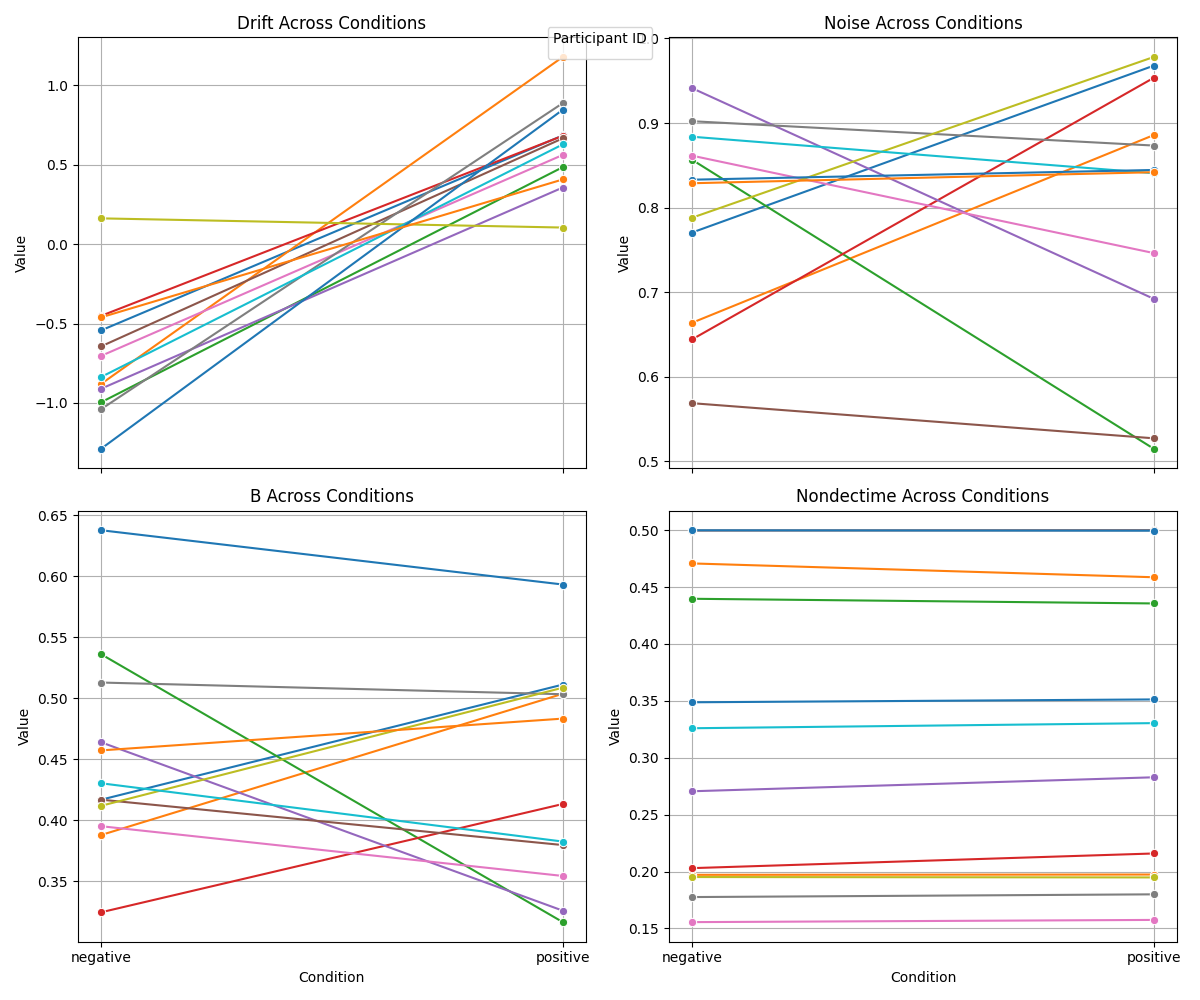 Drift Across Conditions
Participant ID
Noise Across Conditions
Value
1.0
0.5
0.0
−0.5
−1.0
Value
0
0.9
0.8
0.7
0.6
0.5
B Across Conditions
Nondectime Across Conditions
Value
0.65
0.60
0.55
0.50
0.45
0.40
0.35
negative
positive
Condition
Value
0.50
0.45
0.40
0.35
0.30
0.25
0.20
0.15
negative
positive
Condition